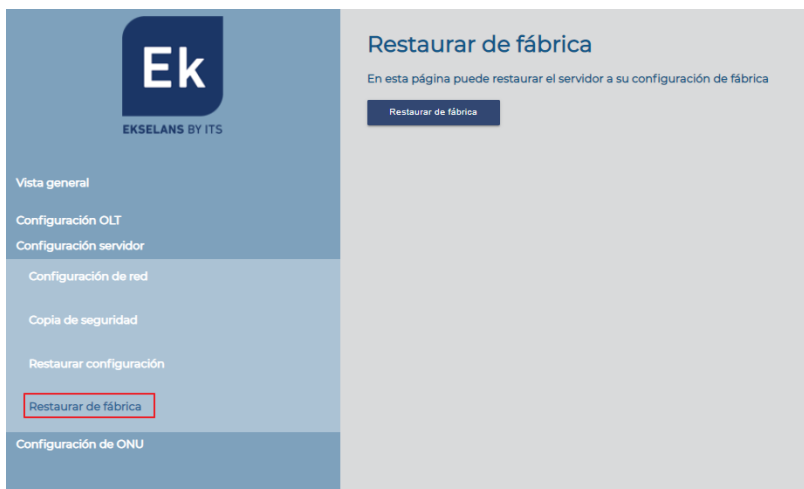 Ek
EKSELANS BY ITS
Vista general
Configuración OLT
Configuración servidor
Configuración de red
Copia de seguridad
Restaurar configuración
Restaurar de fábrica
Configuración de ONU
Restaurar de fábrica
En esta página puede restaurar el servidor a su configuración de fábrica
Restaurar de fábrica